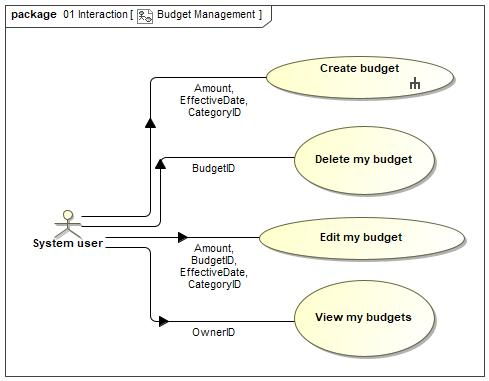 package 01 Interaction [ Budget Management ]
Create budget
Amount,
EffectiveDate,
CategoryID
Delete my budget
BudgetID
System user
Edit my budget
Amount,
BudgetID,
EffectiveDate,
CategoryID
View my budgets
OwnerID